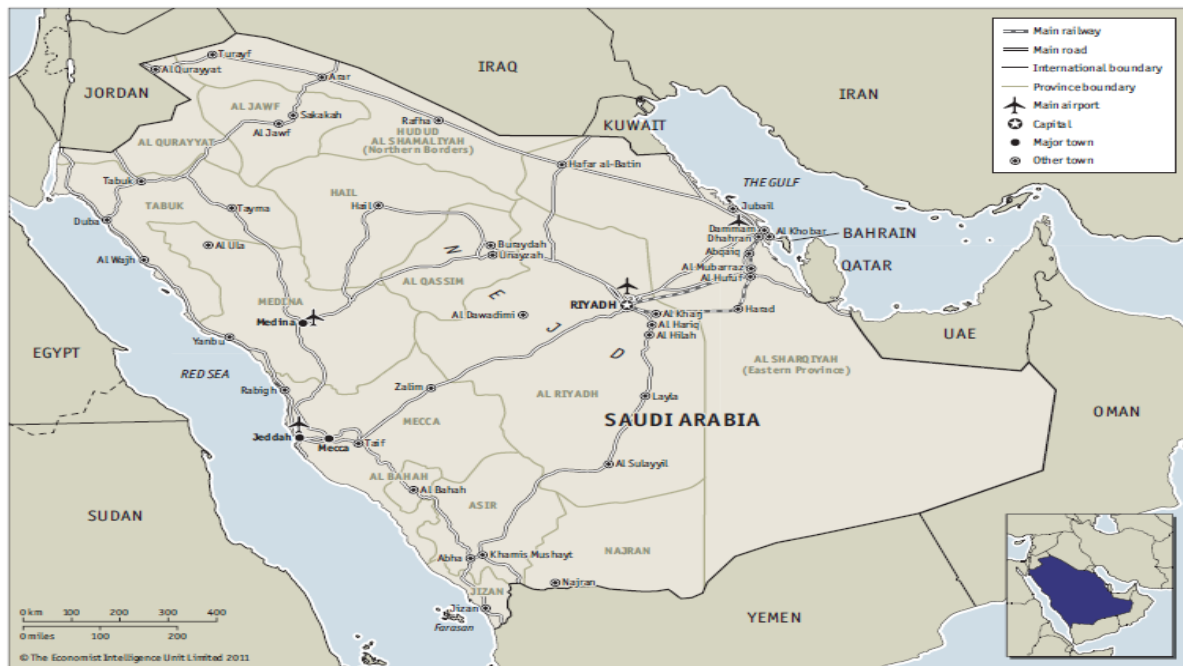 Main railway
Main road
International boundary
Province boundary
Main airport
Capital
Major town
Other town
IRAQ
IRAN
JORDAN
KUWAIT
Turayf
Al Qurayyat
Arar
AL JAWF
Sakakah
Al Jawf
Rafha
HUDUD
AL SHAMALIYAH
(Northern Borders)
AL QURAYYAT
Hafar al-Batin
THE GULF
Tabuk
TABUK
HAIL
Hail
Tayma
Jubail
Duba
Dammam
Dhahran
Al Khobar
BAHRAIN
Al Ula
Buraydah
Unayzah
Abqaiq
QATAR
Al Wajh
Al Mubarraz
Al Hufuf
AL QASSIM
NEJD
MEDINA
Medina
RIYADH
Al Dawadimi
Al Kharj
Harad
Al Hariq
Al Hilah
UAE
Yanbu
EGYPT
RED SEA
AL SHARQIYAH
(Eastern Province)
Rabigh
Zalim
AL RIYADH
Layla
MECCA
SAUDI ARABIA
OMAN
Jeddah
Mecca
Taif
AL BAHAH
Al Bahah
Al Sulayyil
ASIR
SUDAN
Abha
Khamis Mushayt
NAJRAN
Najran
JIZAN
Jizan
Farasan
YEMEN
0 km 100 200 300 400
0 miles 100 200
© The Economist Intelligence Unit Limited 2011